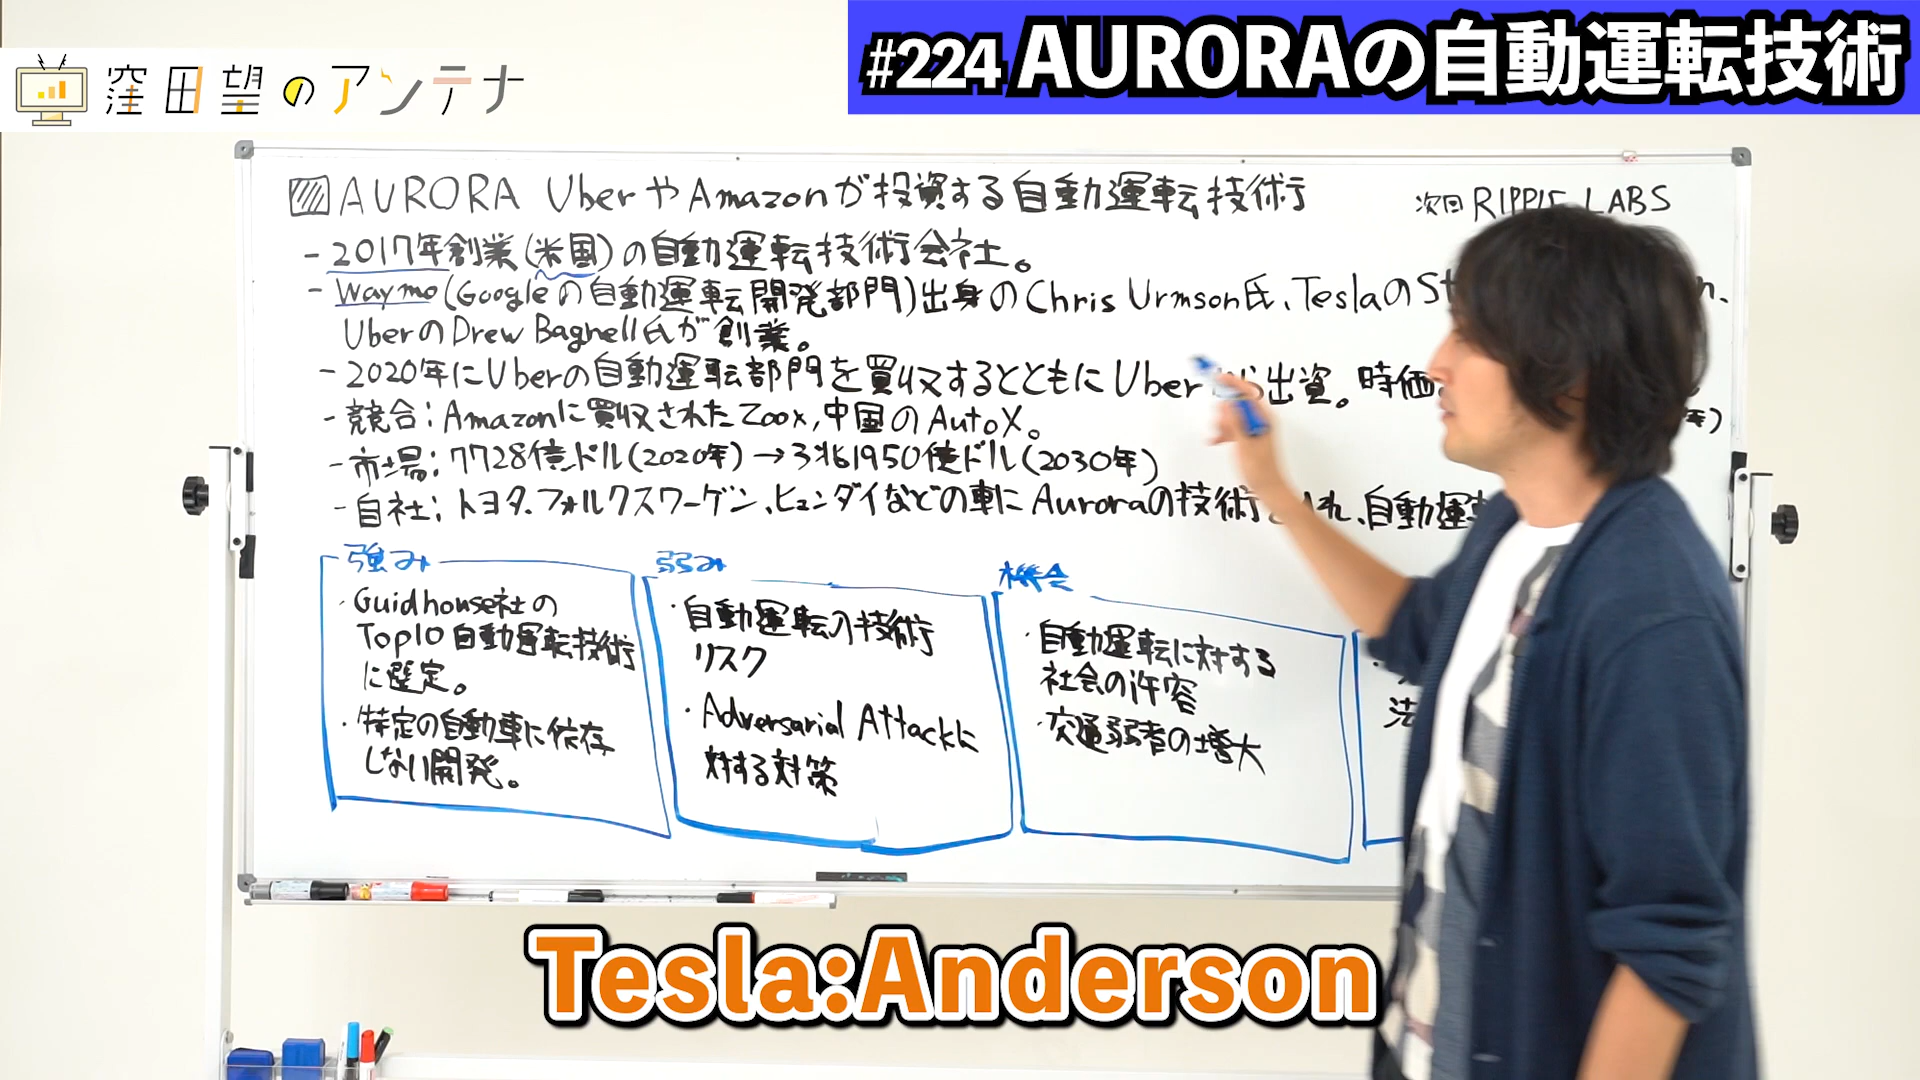 窪田望のアンテナ
#224 AURORAの自動運転技術
AURORA UberやAmazonが投資する自動運転技術
次回 RIPPLE LABS
- 2017年創業(米国)の自動運転技術会社。
- Waymo(Googleの自動運転開発部門)出身のChris Urmson氏、TeslaのSt
UberのDrew Bagnell氏が創業。
- 2020年にUberの自動運転部門を買収するとともにUberから出資。時価
年)
- 競合:Amazonに買収されたZoox,中国のAutoX。
- 市場:7728億ドル(2020年)→3兆1950億ドル(2030年)
- 自社:トヨタ、フォルクスワーゲン、ヒュンダイなどの車にAuroraの技術 入れ、自動運転
強み
・Guidhouse社の
Top10自動運転技術
に選定。
・特定の自動車に依存
しない開発。
弱み
・自動運転の技術
リスク
・Adversarial Attackに
対する対策
機会
・自動運転に対する
社会の許容
・交通弱者の増大
法
Tesla:Anderson